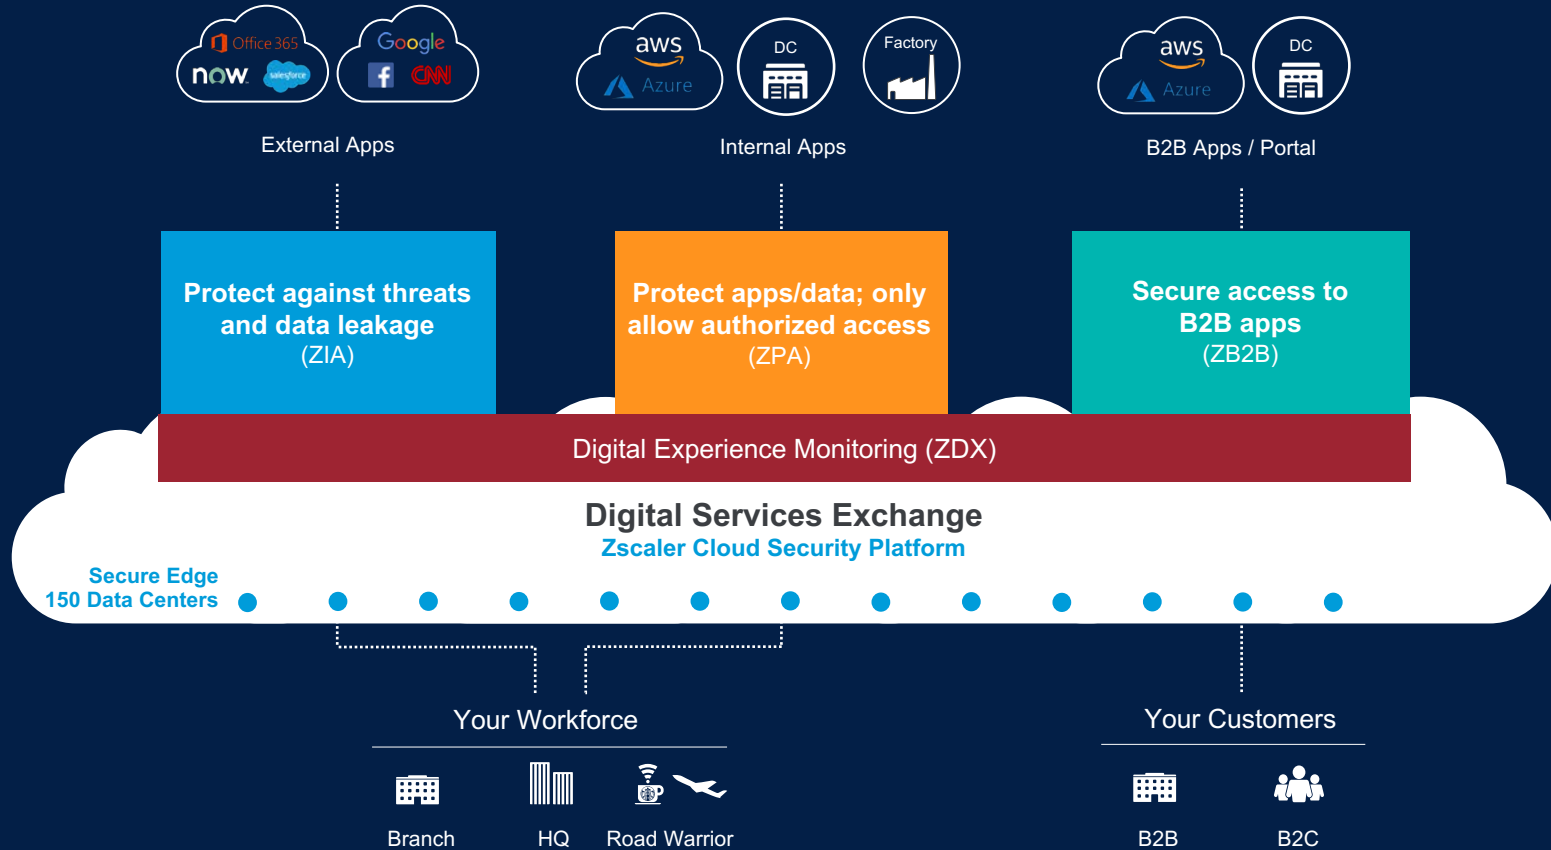 Office 365
Google
now
salesforce
f
CNN
aws
Azure
DC
Factory
aws
Azure
DC
External Apps
Internal Apps
B2B Apps / Portal
Protect against threats
and data leakage
(ZIA)
Protect apps/data; only
allow authorized access
(ZPA)
Secure access to
B2B apps
(ZB2B)
Digital Experience Monitoring (ZDX)
Digital Services Exchange
Zscaler Cloud Security Platform
Secure Edge
150 Data Centers
Your Workforce
Your Customers
Branch
HQ
Road Warrior
B2B
B2C